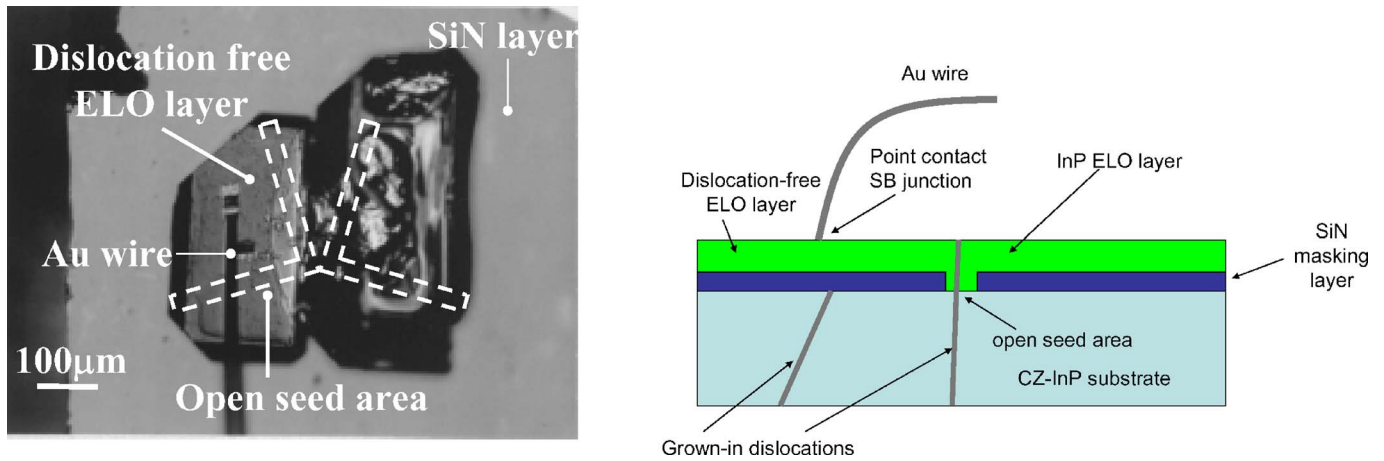 SiN layer
Dislocation free
ELO layer
Au wire
100μm
Open seed area
Au wire
Point contact
SB junction
InP ELO layer
Dislocation-free
ELO layer
SiN
masking
layer
open seed area
CZ-InP substrate
Grown-in dislocations